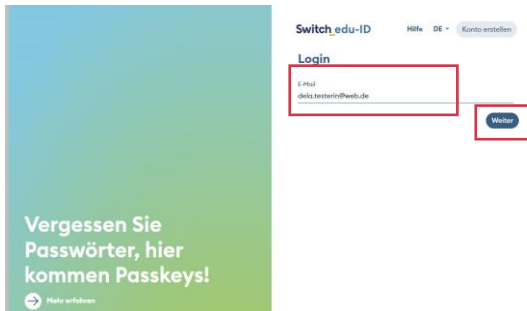 Switch edu-ID Hilfe DE Konto erstellen
Login
E-Mail
dela.testerin@web.de
Weiter
Vergessen Sie
Passwörter, hier
kommen Passkeys!
Mehr erfahren